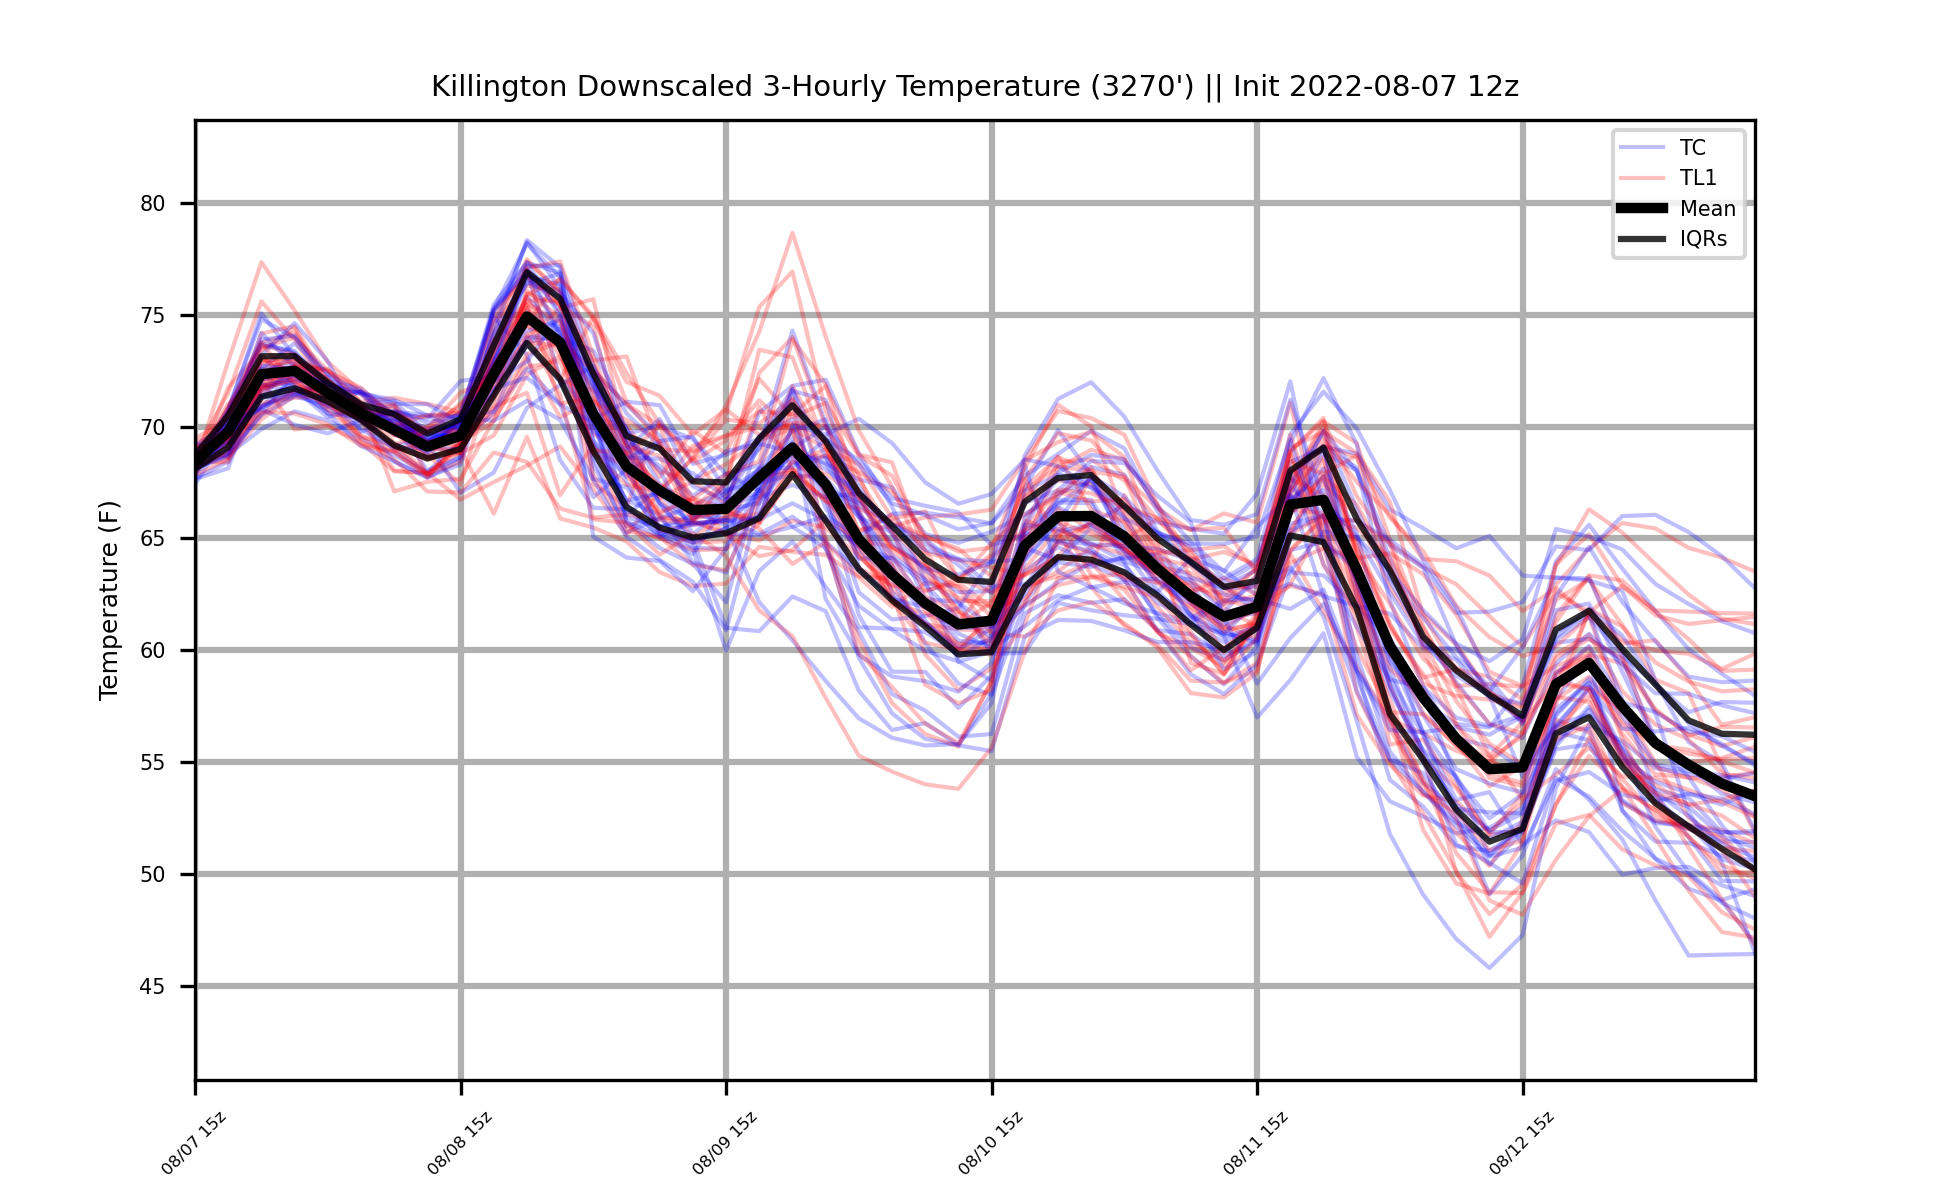 Killington Downscaled 3-Hourly Temperature (3270') || Init 2022-08-07 12z
TC
TL1
Mean
IQRs
Temperature (F)
80
75
70
65
60
55
50
45
08/07 15z
08/08 15z
08/09 15z
08/10 15z
08/11 15z
08/12 15z